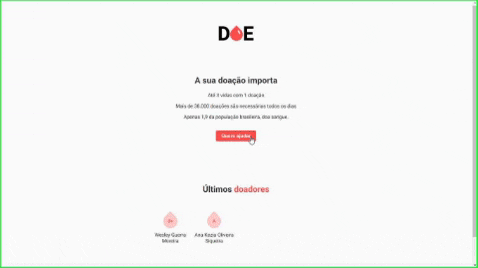 DOE
A sua doação importa
Até 4 vidas com 1 doação.
Mais de 38.000 doações são necessárias todos os dias
Apenas 1,9 da população brasileira, doa sangue.
Quero ajudar
Últimos doadores
Wesley Guerra
Moreira
Ana Kezia Oliveira
Siqueira